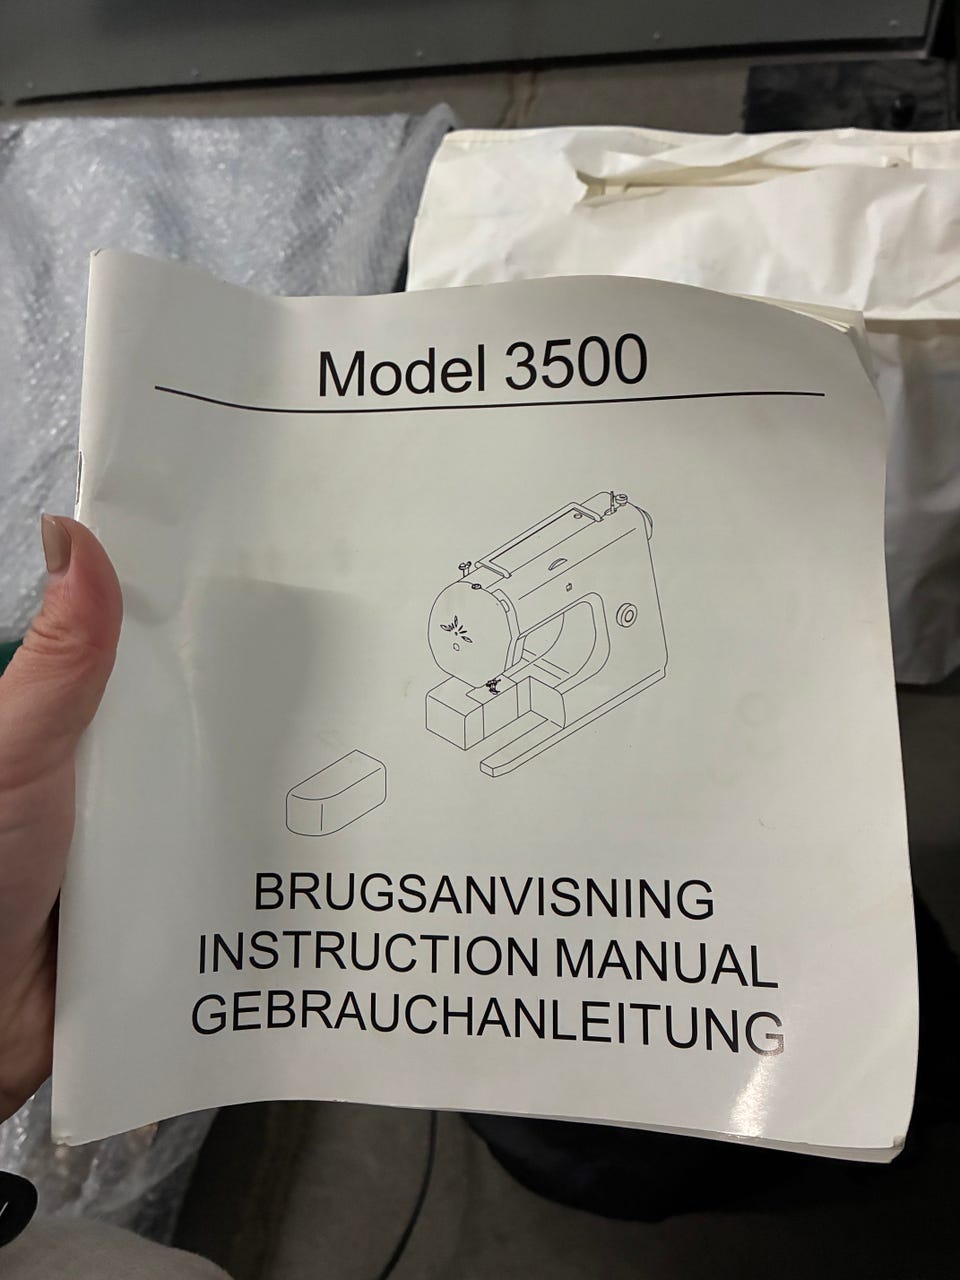 Model 3500
BRUGSANVISNING
INSTRUCTION MANUAL
GEBRAUCHANLEITUNG